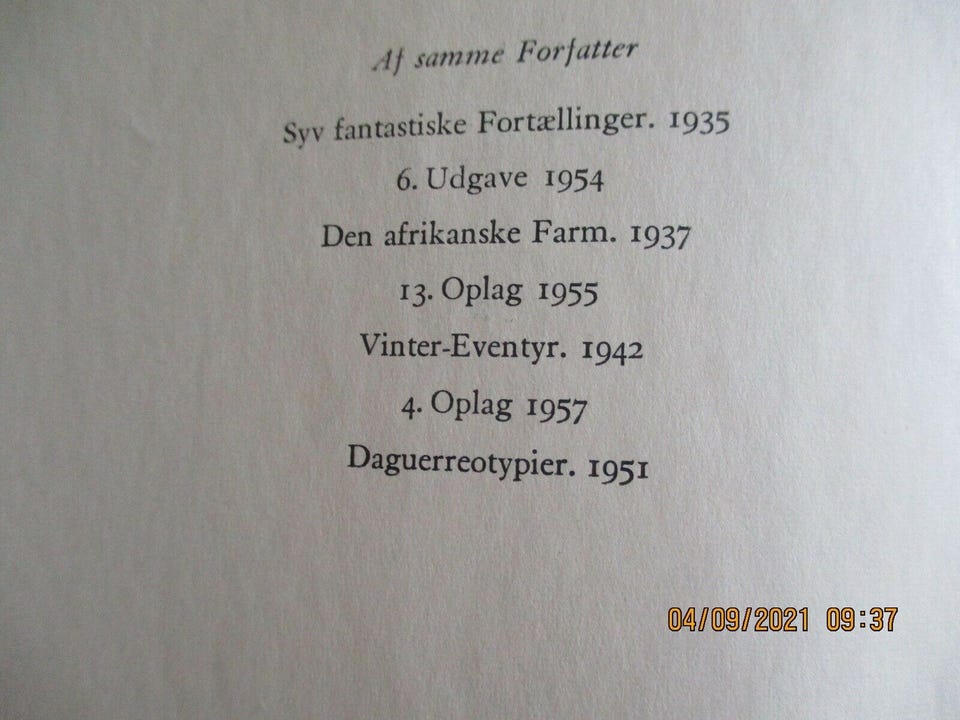 Af samme Forfatter
Syv fantastiske Fortællinger. 1935
6. Udgave 1954
Den afrikanske Farm. 1937
13. Oplag 1955
Vinter-Eventyr. 1942
4. Oplag 1957
Daguerreotypier. 1951
04/09/2021 09:37